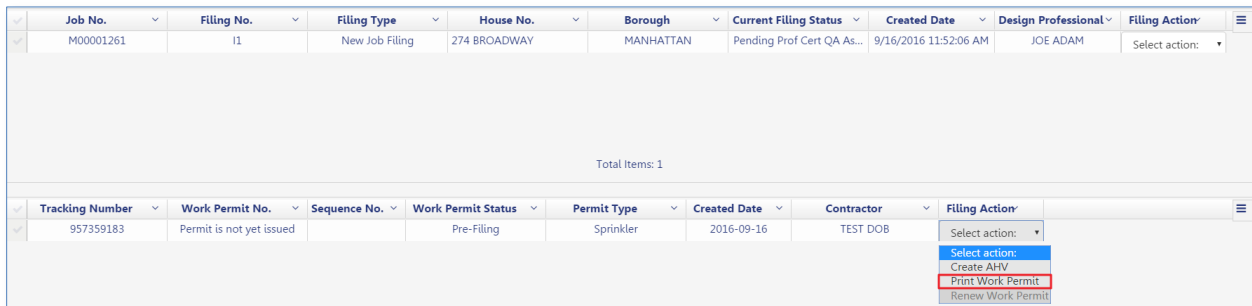 Job No. Filing No. Filing Type House No. Borough Current Filing Status Created Date Design Professional Filing Action
M00001261 I1 New Job Filing 274 BROADWAY MANHATTAN Pending Prof Cert QA As... 9/16/2016 11:52:06 AM JOE ADAM Select action:
Total Items: 1
Tracking Number Work Permit No. Sequence No. Work Permit Status Permit Type Created Date Contractor Filing Action
957359183 Permit is not yet issued Pre-Filing Sprinkler 2016-09-16 TEST DOB Select action:
Select action:
Create AHV
Print Work Permit
Renew Work Permit